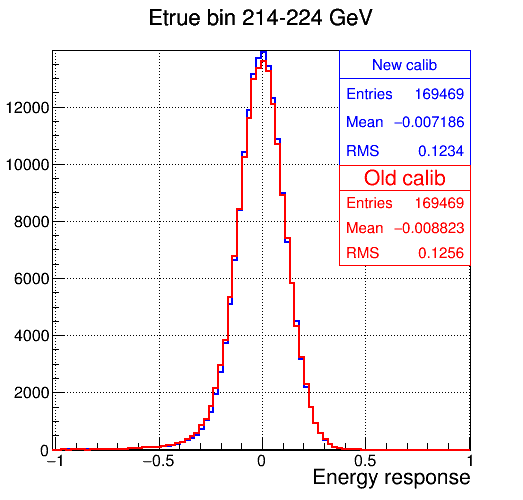 Etrue bin 214-224 GeV
New calib
Entries 169469
Mean −0.007186
RMS 0.1234
Old calib
Entries 169469
Mean −0.008823
RMS 0.1256
12000
10000
8000
6000
4000
2000
0
−1 −0.5 0 0.5 1
Energy response